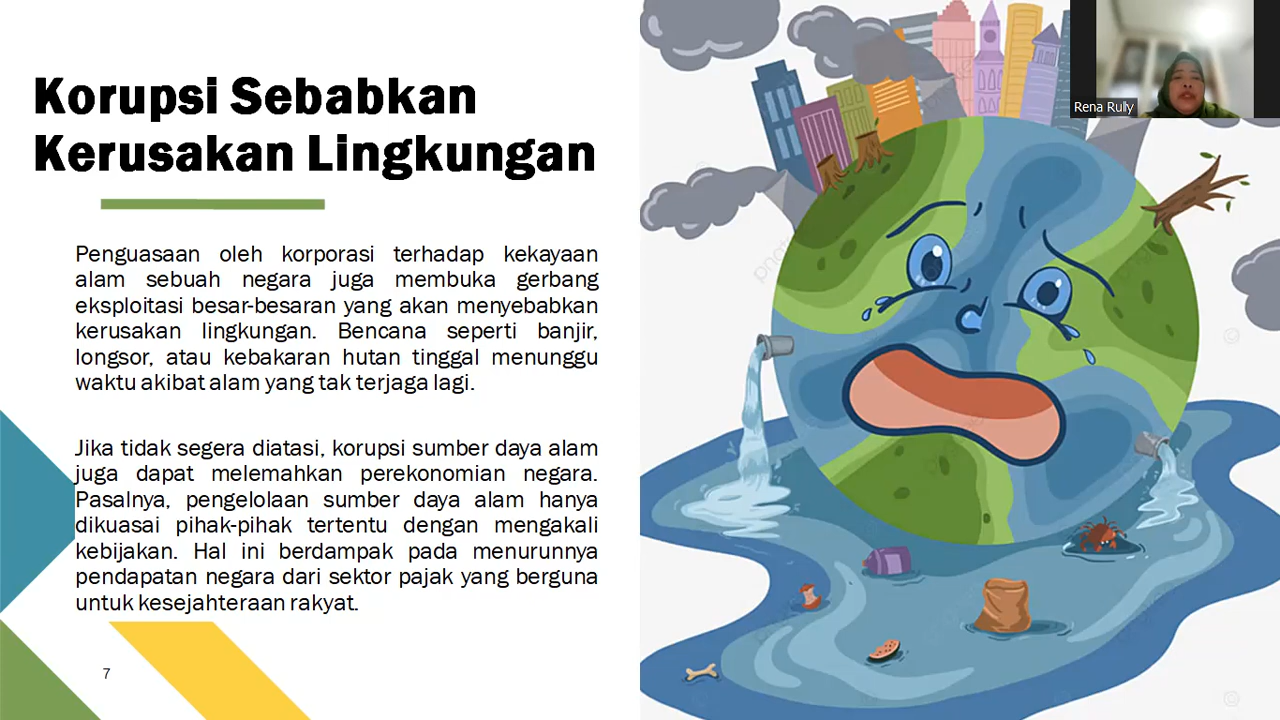 Korupsi Sebabkan
Kerusakan Lingkungan
Penguasaan oleh korporasi terhadap kekayaan
alam sebuah negara juga membuka gerbang
eksploitasi besar-besaran yang akan menyebabkan
kerusakan lingkungan. Bencana seperti banjir,
longsor, atau kebakaran hutan tinggal menunggu
waktu akibat alam yang tak terjaga lagi.
Jika tidak segera diatasi, korupsi sumber daya alam
juga dapat melemahkan perekonomian negara.
Pasalnya, pengelolaan sumber daya alam hanya
dikuasai pihak-pihak tertentu dengan mengakali
kebijakan. Hal ini berdampak pada menurunnya
pendapatan negara dari sektor pajak yang berguna
untuk kesejahteraan rakyat.
7
Rena Rully